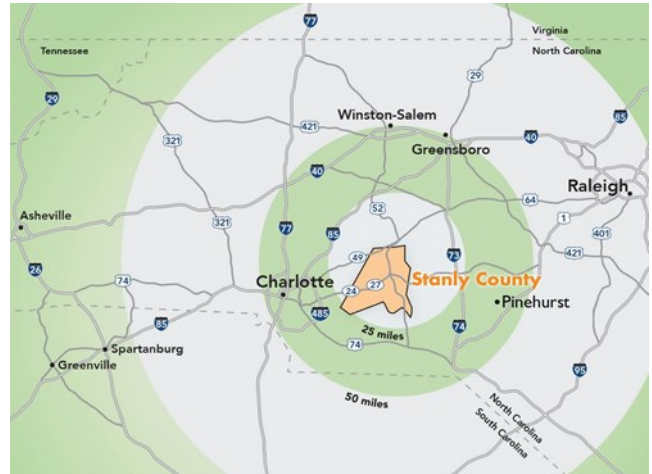 77
Virginia
Tennessee
North Carolina
29
29
Winston-Salem
85
421
321
40
Greensboro
40
Raleigh
64
52
1
Asheville
321
77
85
401
421
49
73
26
Stanly County
74
Charlotte
24
27
Pinehurst
485
85
25 miles
74
Spartanburg
74
Greenville
95
50 miles
North Carolina
South Carolina